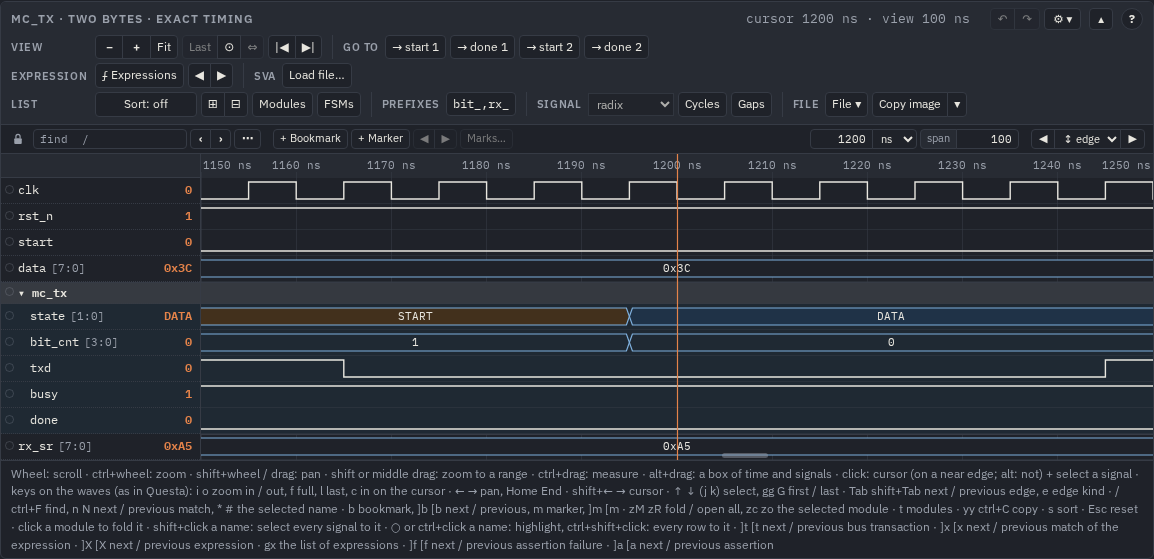 MC_TX · TWO BYTES · EXACT TIMING cursor 1200 ns · view 100 ns ↶ ↷ ⚙ ▾ ▴ ?
VIEW − + Fit Last ⊙ ⇔ |◀ ▶| GO TO → start 1 → done 1 → start 2 → done 2
EXPRESSION ⨍ Expressions ◀ ▶ SVA Load file...
LIST Sort: off ⊞ ⊟ Modules FSMs PREFIXES bit_,rx_ SIGNAL radix Cycles Gaps FILE File ▾ Copy image ▾
find / ‹ › ··· + Bookmark + Marker ◀ ▶ Marks... 1200 ns span 100 ◀ ↕ edge ▶
1150 ns 1160 ns 1170 ns 1180 ns 1190 ns 1200 ns 1210 ns 1220 ns 1230 ns 1240 ns 1250 ns
clk 0
rst_n 1
start 0
data [7:0] 0x3C 0x3C
▾ mc_tx
state [1:0] DATA START DATA
bit_cnt [3:0] 0 1 0
txd 0
busy 1
done 0
rx_sr [7:0] 0xA5 0xA5
Wheel: scroll · ctrl+wheel: zoom · shift+wheel / drag: pan · shift or middle drag: zoom to a range · ctrl+drag: measure · alt+drag: a box of time and signals · click: cursor (on a near edge; alt: not) + select a signal ·
keys on the waves (as in Questa): i o zoom in / out, f full, l last, c in on the cursor · ← → pan, Home End · shift+← → cursor · ↑ ↓ (j k) select, gg G first / last · Tab shift+Tab next / previous edge, e edge kind · /
ctrl+F find, n N next / previous match, * # the selected name · b bookmark, ]b [b next / previous, m marker, ]m [m · zM zR fold / open all, zc zo the selected module · t modules · yy ctrl+C copy · s sort · Esc reset
· click a module to fold it · shift+click a name: select every signal to it · ○ or ctrl+click a name: highlight, ctrl+shift+click: every row to it · ]t [t next / previous bus transaction · ]x [x next / previous match of the
expression · ]X [X next / previous expression · gx the list of expressions · ]f [f next / previous assertion failure · ]a [a next / previous assertion